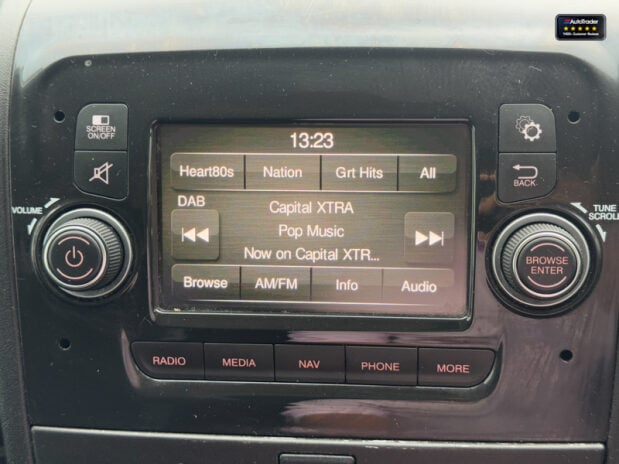 AutoTrader
SCREEN
ON/OFF
13:23
Heart80s Nation Grt Hits All
BACK
VOLUME
DAB
Capital XTRA
TUNE
SCROLL
Pop Music
Now on Capital XTR...
BROWSE
ENTER
Browse AM/FM Info Audio
RADIO MEDIA NAV PHONE MORE